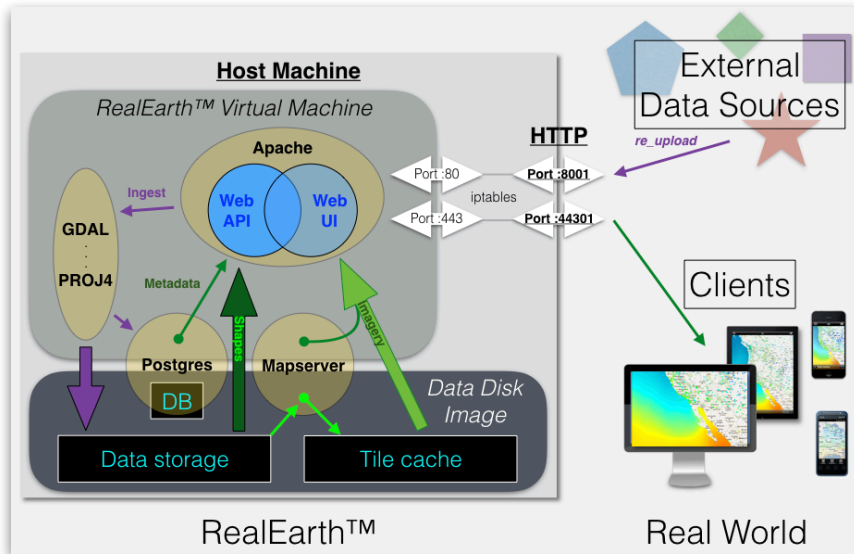 Host Machine
RealEarth™ Virtual Machine
Apache
Web
API
Web
UI
Ingest
GDAL
.
.
.
.
PROJ4
Metadata
Shapes
Imagery
Postgres
DB
Mapserver
Data Disk
Image
Data storage
Tile cache
HTTP
Port :80
Port :8001
iptables
Port :443
Port :44301
External
Data Sources
re_upload
Clients
RealEarth™
Real World